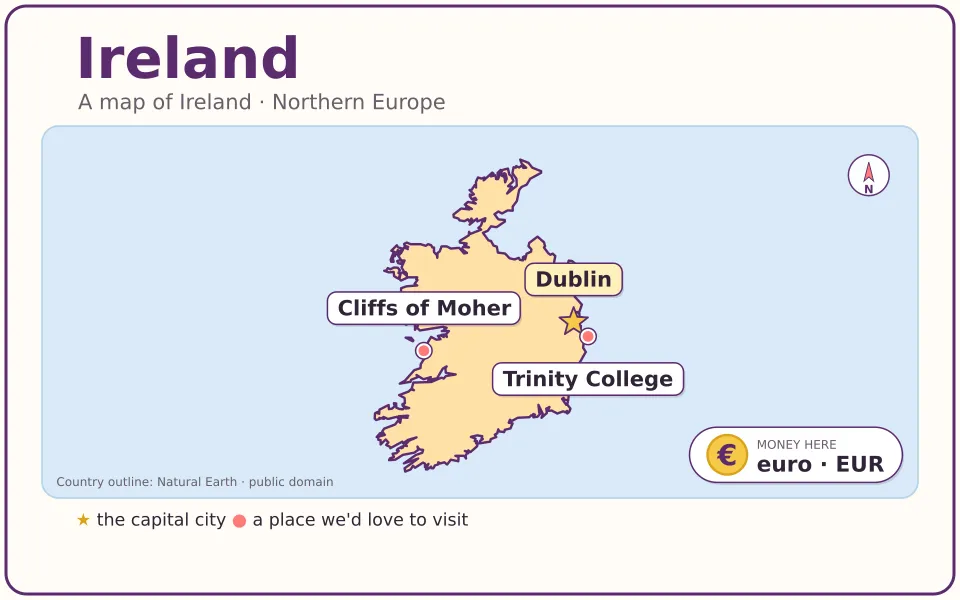 Ireland
A map of Ireland · Northern Europe
N
Dublin
Cliffs of Moher
Trinity College
MONEY HERE
€ euro · EUR
Country outline: Natural Earth · public domain
the capital city
a place we'd love to visit